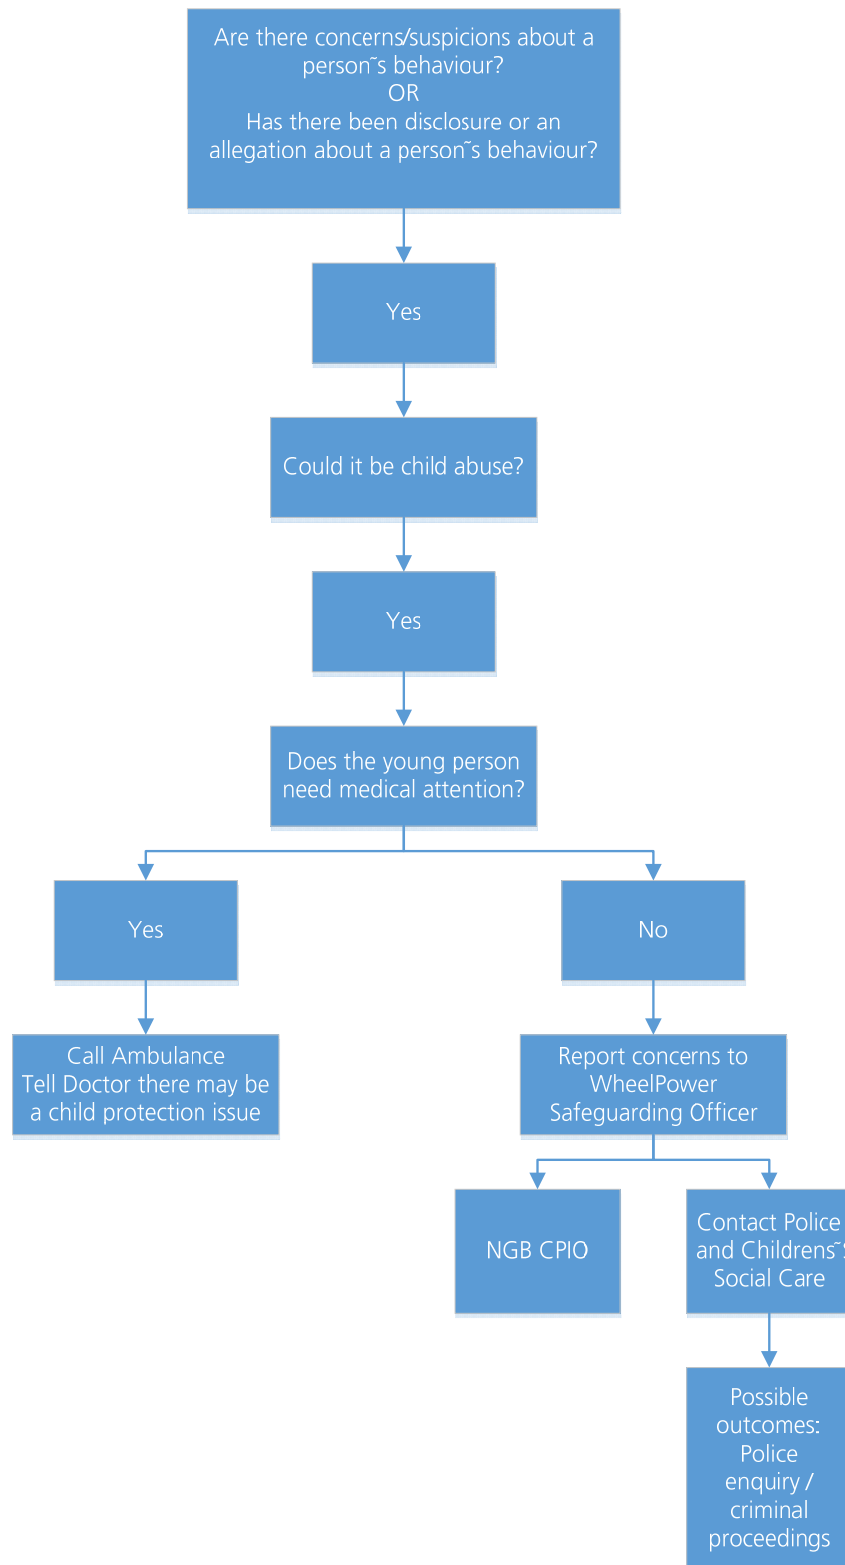 Are there concerns/suspicions about a
person˜s behaviour?
OR
Has there been disclosure or an
allegation about a person˜s behaviour?
Yes
Could it be child abuse?
Yes
Does the young person
need medical attention?
Yes
No
Call Ambulance
Tell Doctor there may be
a child protection issue
Report concerns to
WheelPower
Safeguarding Officer
NGB CPIO
Contact Police
and Childrens˜S
Social Care
Possible
outcomes:
Police
enquiry /
criminal
proceedings